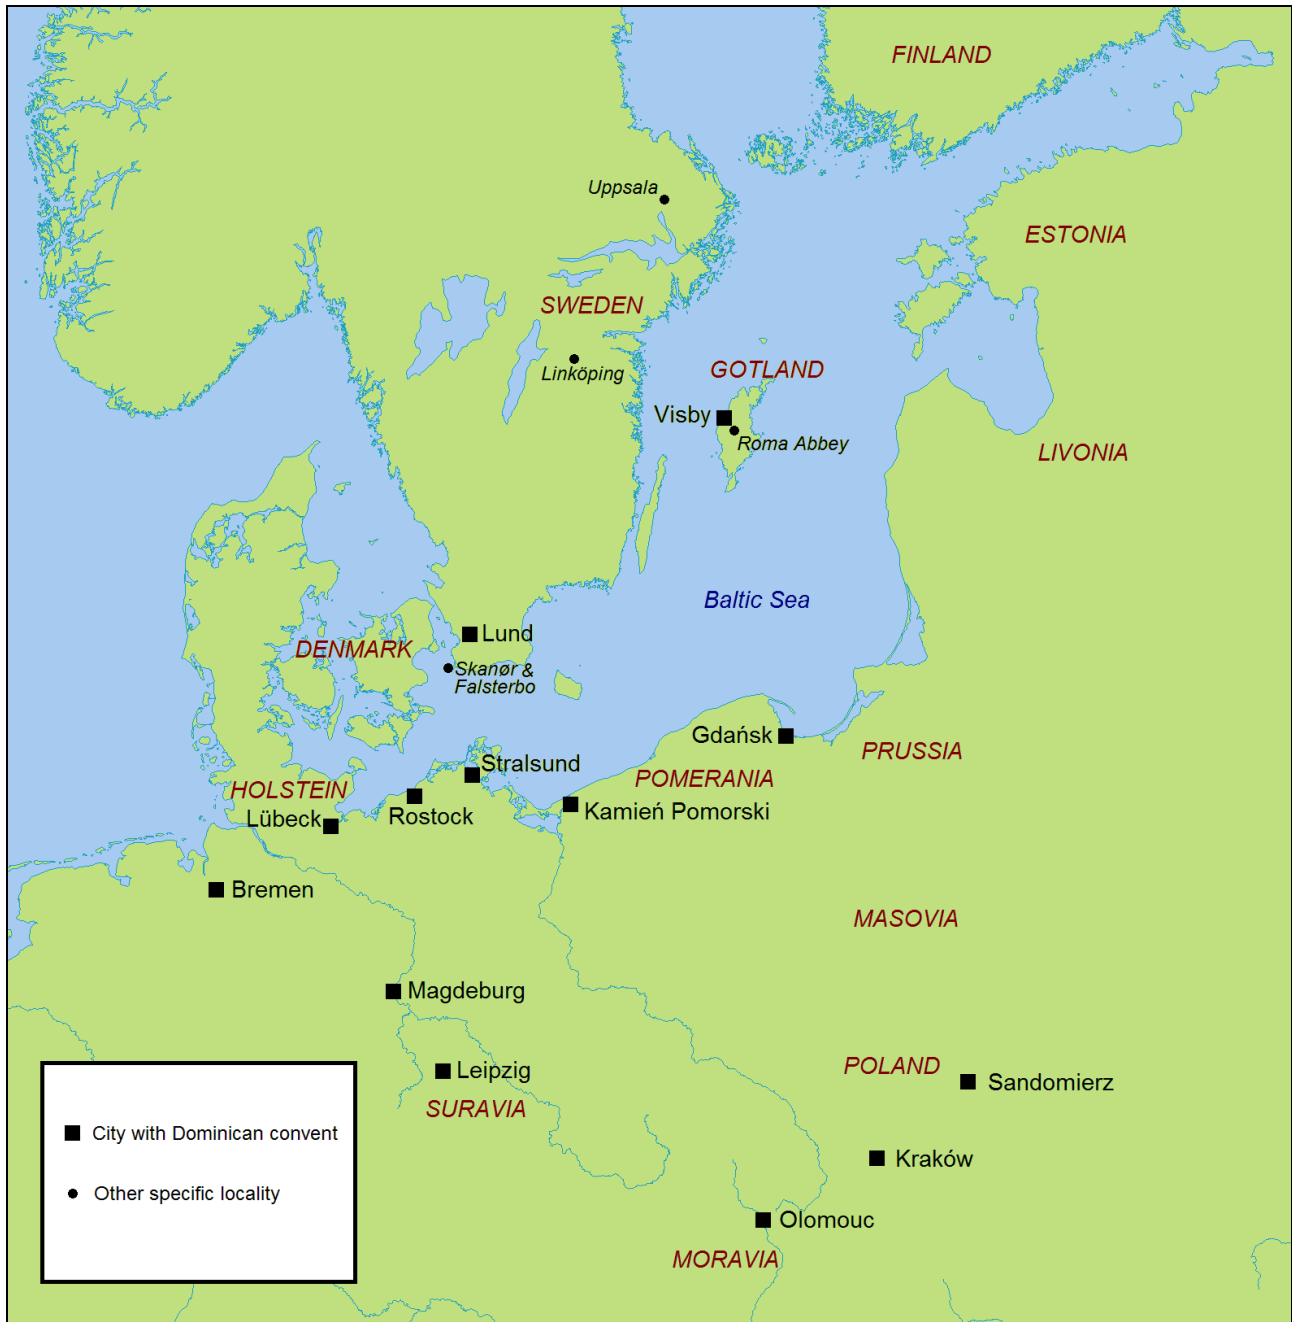 FINLAND
Uppsala
ESTONIA
SWEDEN
GOTLAND
Linköping
Visby
Roma Abbey
LIVONIA
Baltic Sea
Lund
DENMARK
Skanør &
Falsterbo
Gdańsk
PRUSSIA
Stralsund
POMERANIA
HOLSTEIN
Kamień Pomorski
Rostock
Lübeck
Bremen
MASOVIA
Magdeburg
POLAND
Leipzig
Sandomierz
SURAVIA
City with Dominican convent
Kraków
Other specific locality
Olomouc
MORAVIA